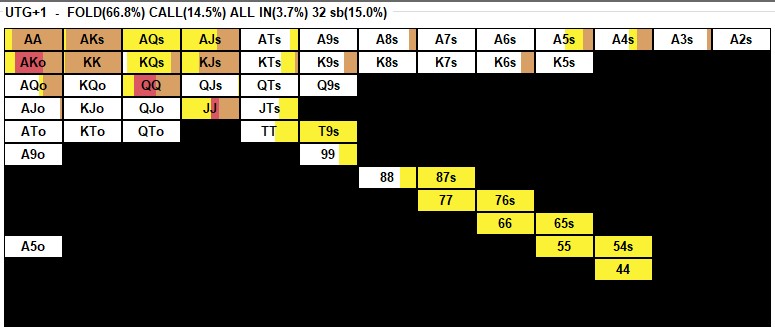 UTG+1 - FOLD(66.8%) CALL(14.5%) ALL IN(3.7%) 32 sb(15.0%)
AA AKs AQs AJs ATs A9s A8s A7s A6s A5s A4s A3s A2s
AKo KK KQs KJs KTs K9s K8s K7s K6s K5s
AQo KQo QQ QJs QTs Q9s
AJo KJo QJo JJ JTs
ATo KTo QTo TT T9s
A9o 99
88 87s
77 76s
66 65s
A5o 55 54s
44